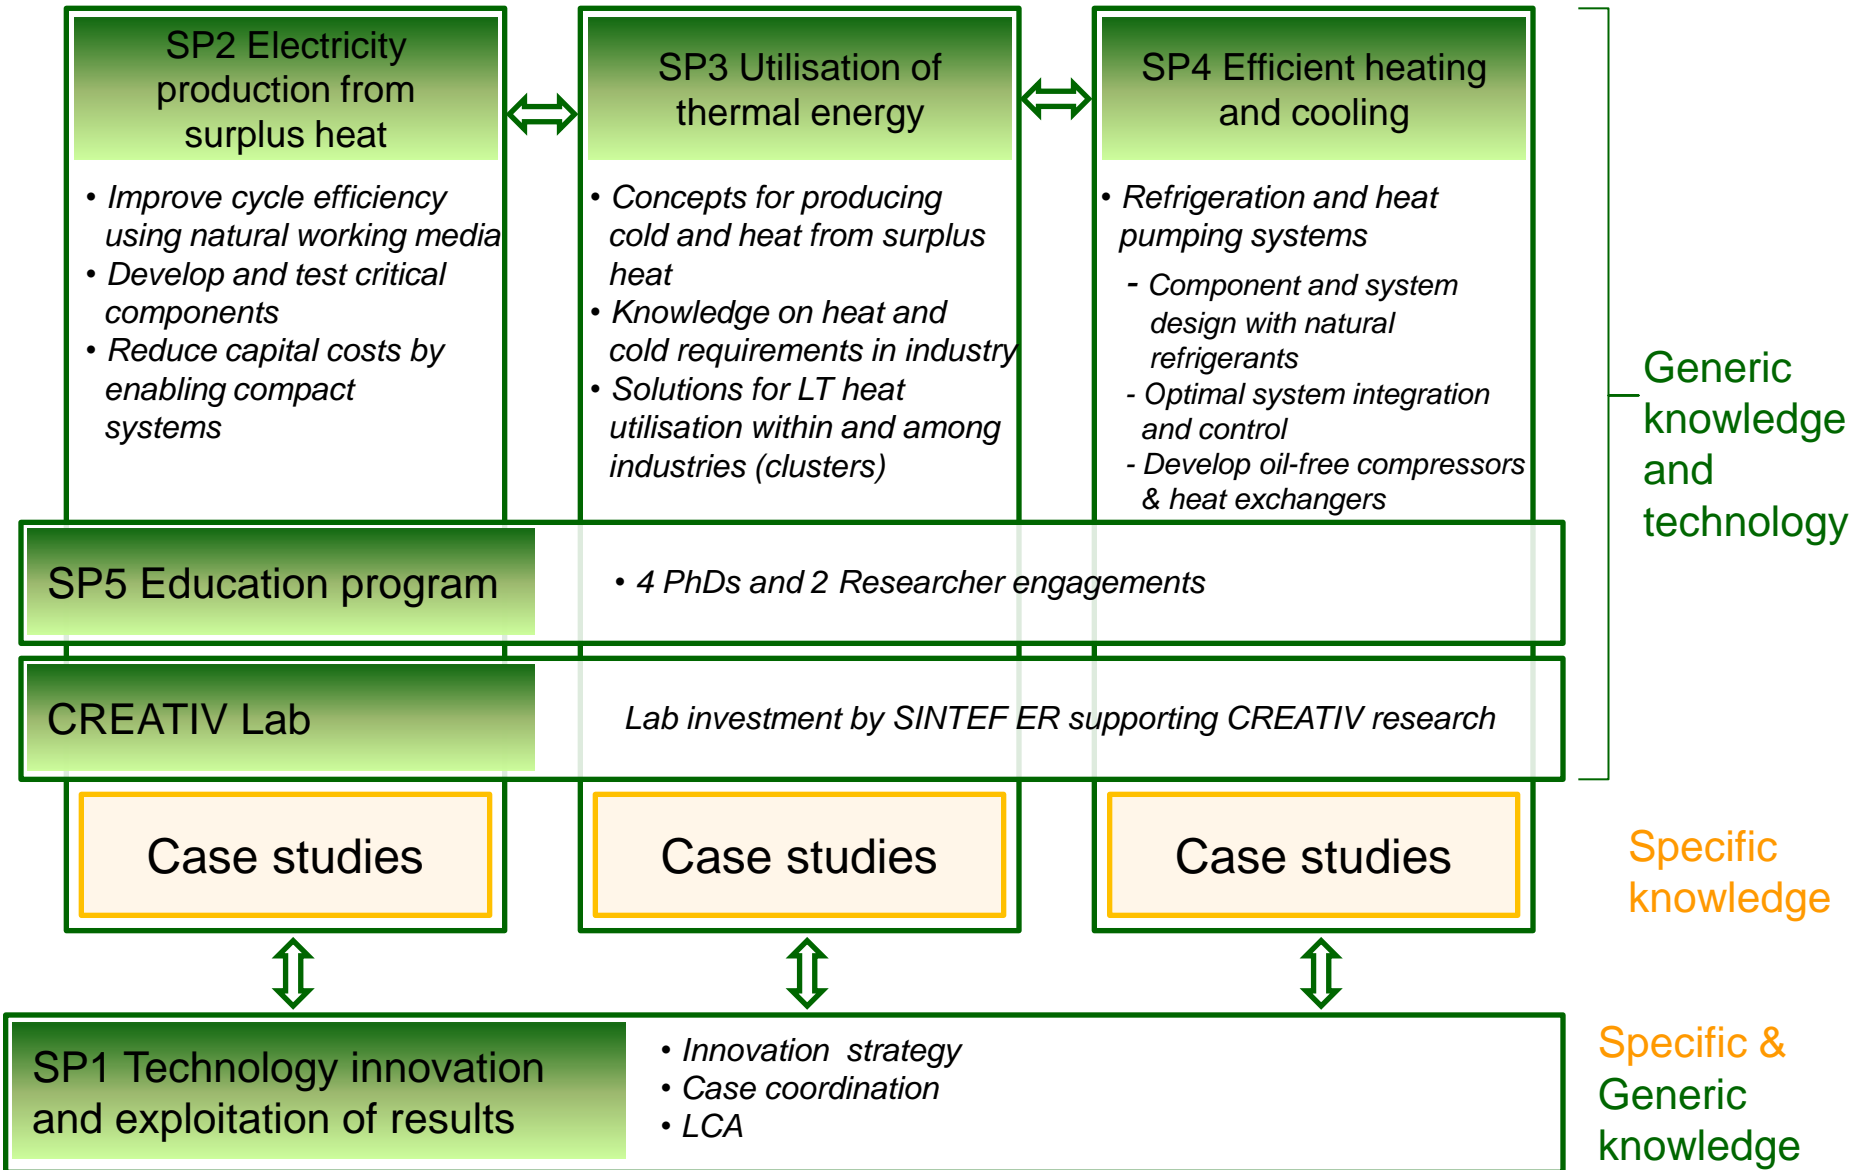 SP2 Electricity
production from
surplus heat
• Improve cycle efficiency
using natural working media
• Develop and test critical
components
• Reduce capital costs by
enabling compact
systems
SP3 Utilisation of
thermal energy
• Concepts for producing
cold and heat from surplus
heat
• Knowledge on heat and
cold requirements in industry
• Solutions for LT heat
utilisation within and among
industries (clusters)
SP4 Efficient heating
and cooling
• Refrigeration and heat
pumping systems
- Component and system
design with natural
refrigerants
- Optimal system integration
and control
- Develop oil-free compressors
& heat exchangers
Generic
knowledge
and
technology
SP5 Education program
• 4 PhDs and 2 Researcher engagements
CREATIV Lab
Lab investment by SINTEF ER supporting CREATIV research
Case studies
Case studies
Case studies
Specific
knowledge
SP1 Technology innovation
and exploitation of results
• Innovation strategy
• Case coordination
• LCA
Specific &
Generic
knowledge